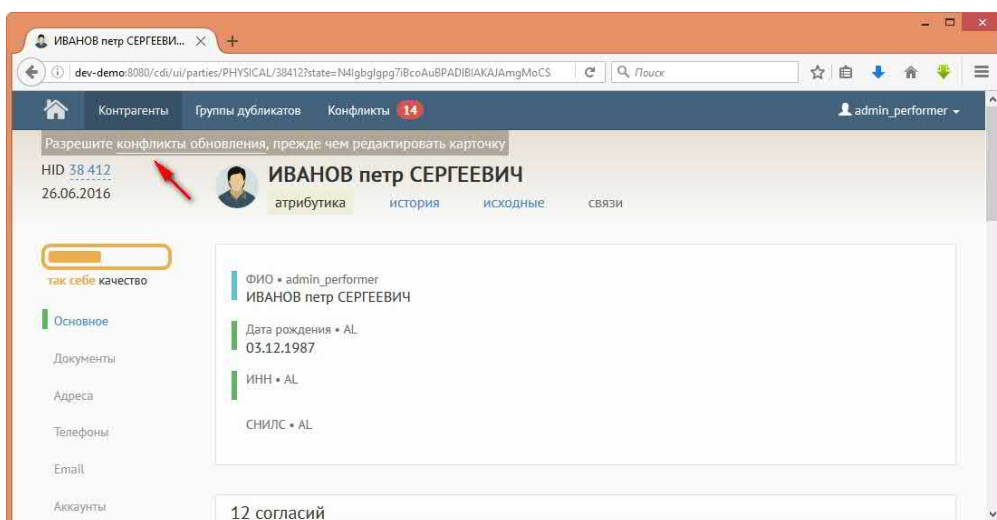 ИВАНОВ петр СЕРГЕЕВИ...
dev-demo:8080/cdi/ui/parties/PHYSICAL/38412?state=N4IgbgIgpg7iBcoAuBPADIBIAKAJAmgMoCS
Поиск
Контрагенты Группы дубликатов Конфликты 14 admin_performer
Разрешите конфликты обновления, прежде чем редактировать карточку
HID 38 412
26.06.2016
ИВАНОВ петр СЕРГЕЕВИЧ
атрибутика история исходные связи
так себе качество
Основное
Документы
Адреса
Телефоны
Email
Аккаунты
ФИО • admin_performer
ИВАНОВ петр СЕРГЕЕВИЧ
Дата рождения • AL
03.12.1987
ИНН • AL
СНИЛС • AL
12 согласий